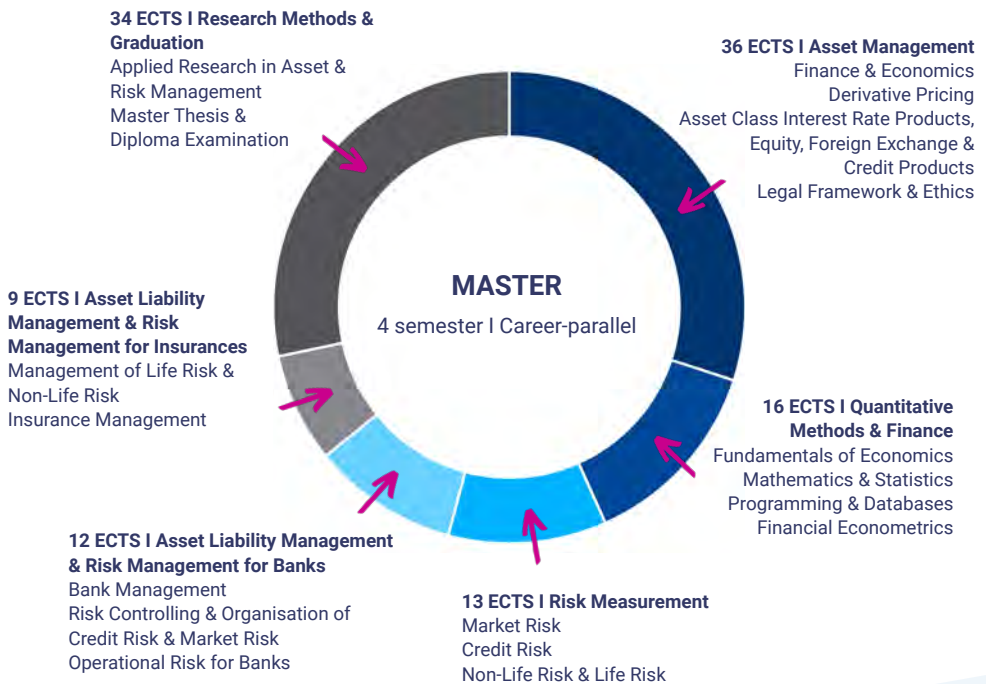 34 ECTS I Research Methods &
Graduation
Applied Research in Asset &
Risk Management
Master Thesis &
Diploma Examination
36 ECTS I Asset Management
Finance & Economics
Derivative Pricing
Asset Class Interest Rate Products,
Equity, Foreign Exchange &
Credit Products
Legal Framework & Ethics
MASTER
4 semester I Career-parallel
9 ECTS I Asset Liability
Management & Risk
Management for Insurances
Management of Life Risk &
Non-Life Risk
Insurance Management
16 ECTS I Quantitative
Methods & Finance
Fundamentals of Economics
Mathematics & Statistics
Programming & Databases
Financial Econometrics
12 ECTS I Asset Liability Management
& Risk Management for Banks
Bank Management
Risk Controlling & Organisation of
Credit Risk & Market Risk
Operational Risk for Banks
13 ECTS I Risk Measurement
Market Risk
Credit Risk
Non-Life Risk & Life Risk